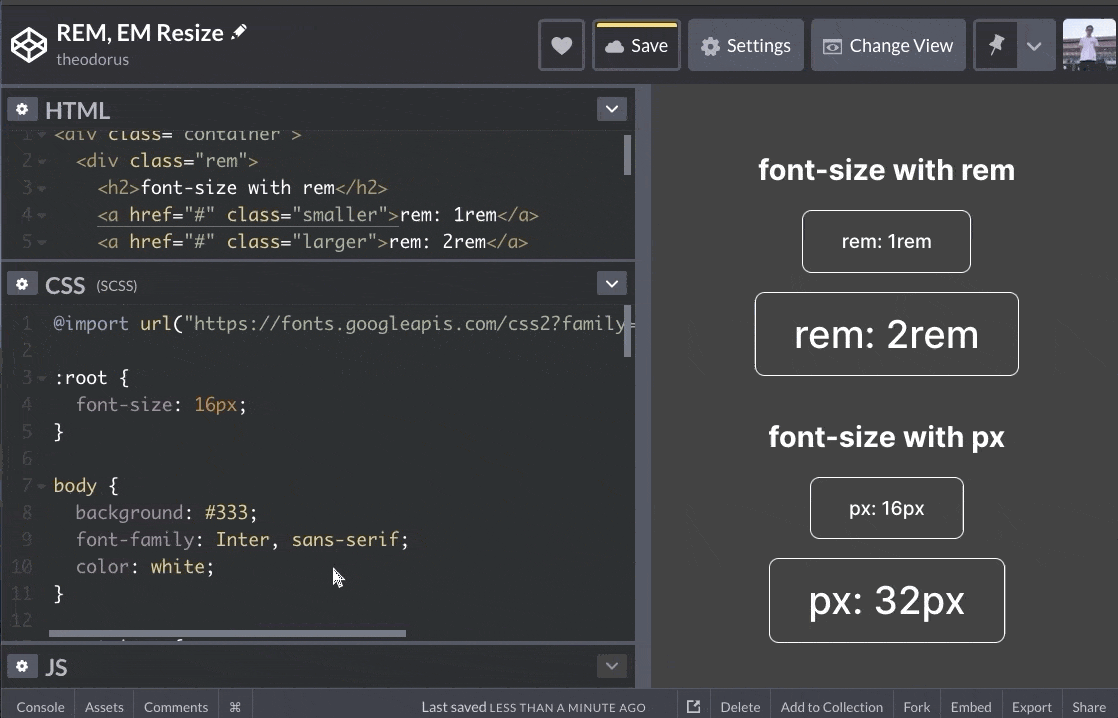 REM, EM Resize
theodorus
Save
Settings
Change View
HTML
1 <div class="container">
2 <div class="rem">
3 <h2>font-size with rem</h2>
4 <a href="#" class="smaller">rem: 1rem</a>
5 <a href="#" class="larger">rem: 2rem</a>
CSS (SCSS)
1 @import url("https://fonts.googleapis.com/css2?family=
2
3 :root {
4 font-size: 16px;
5 }
6
7 body {
8 background: #333;
9 font-family: Inter, sans-serif;
10 color: white;
11 }
12
JS
font-size with rem
rem: 1rem
rem: 2rem
font-size with px
px: 16px
px: 32px
Console Assets Comments ⌘ Last saved LESS THAN A MINUTE AGO Delete Add to Collection Fork Embed Export Share